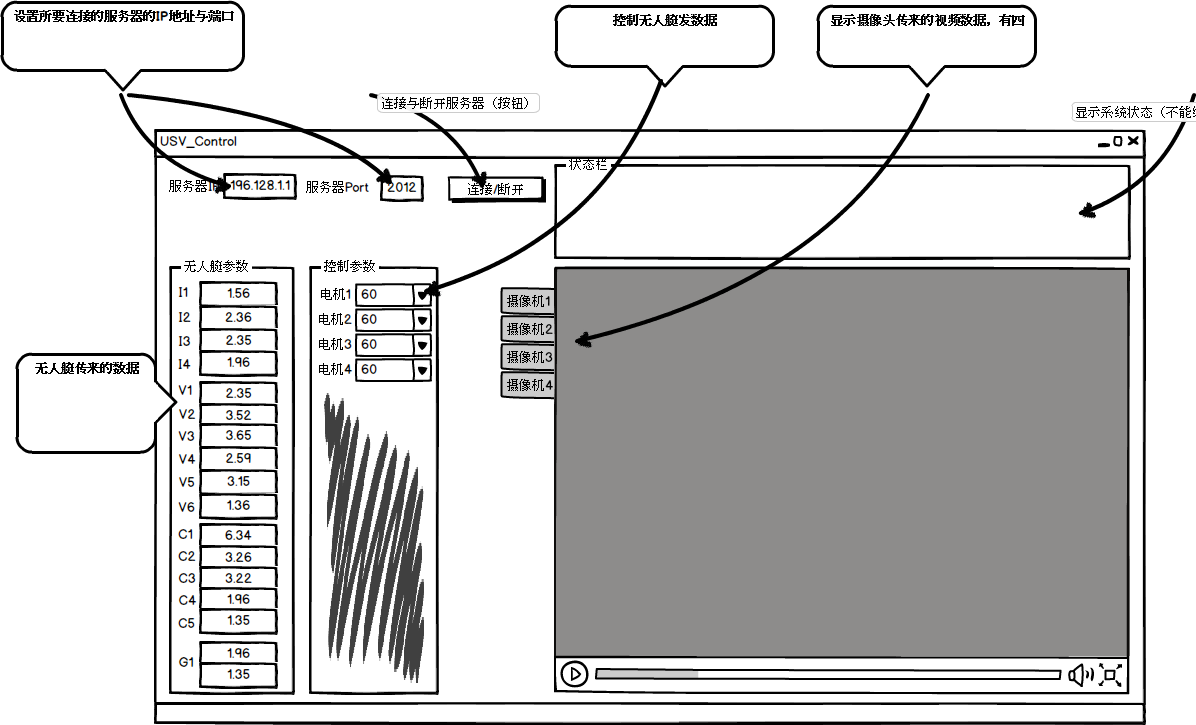 设置所要连接的服务器的IP地址与端口
控制无人艇发数据
显示摄像头传来的视频数据，有四
连接与断开服务器（按钮）
显示系统状态（不能
USV_Control
服务器IP
196.128.1.1
服务器Port
2012
连接/断开
状态栏
无人艇参数
I1 1.56
I2 2.36
I3 2.35
I4 1.96
V1 2.35
V2 3.52
V3 3.65
V4 2.59
V5 3.15
V6 1.36
C1 6.34
C2 3.26
C3 3.22
C4 1.96
C5 1.35
G1 1.96
1.35
控制参数
电机1 60
电机2 60
电机3 60
电机4 60
摄像机1
摄像机2
摄像机3
摄像机4
无人艇传来的数据